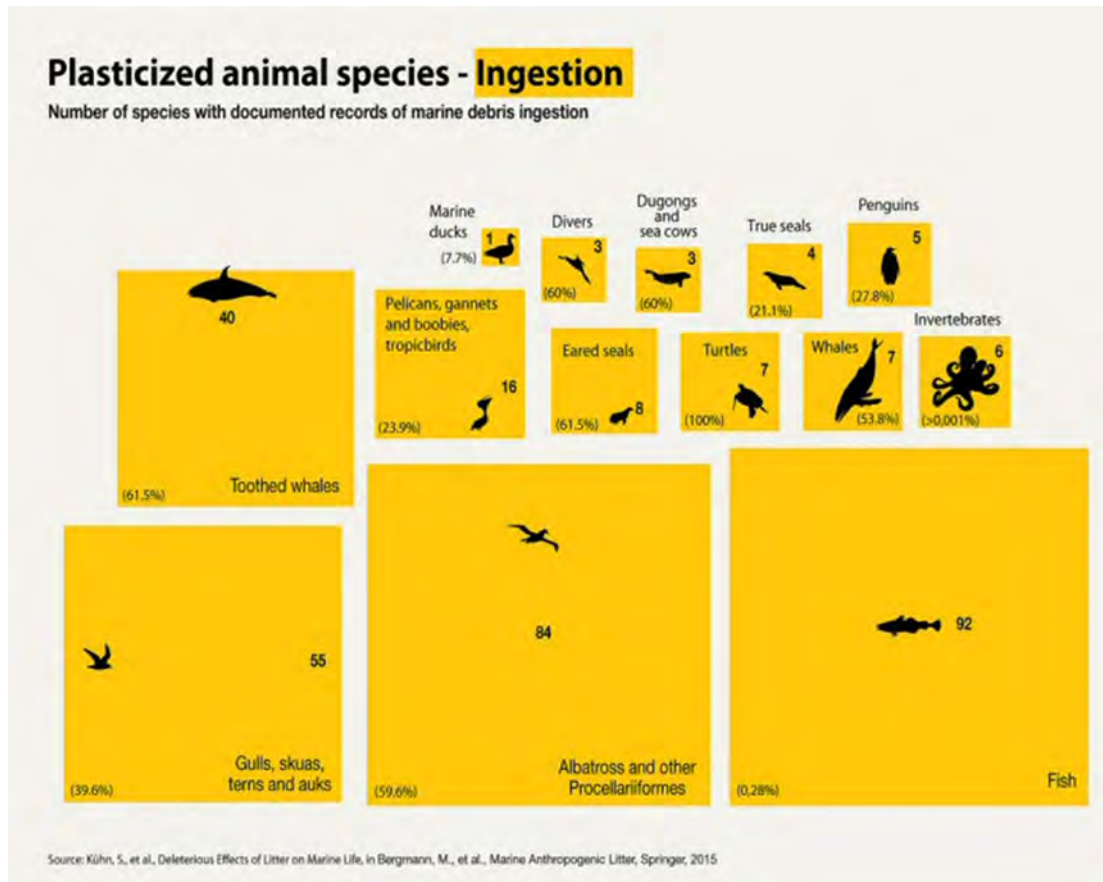 Plasticized animal species - Ingestion
Number of species with documented records of marine debris ingestion
Marine
ducks
1
(7.7%)
Divers
3
(60%)
Dugongs
and
sea cows
3
(60%)
True seals
4
(21.1%)
Penguins
5
(27.8%)
40
(61.5%)
Toothed whales
Pelicans, gannets
and boobies,
tropicbirds
16
(23.9%)
Eared seals
8
(61.5%)
Turtles
7
(100%)
Whales
7
(53.8%)
Invertebrates
6
(>0,001%)
55
Gulls, skuas,
terns and auks
(39.6%)
84
Albatross and other
Procellariiformes
(59.6%)
92
Fish
(0,28%)
Source: Kühn, S., et al., Deleterious Effects of Litter on Marine Life, in Bergmann, M., et al., Marine Anthropogenic Litter, Springer, 2015